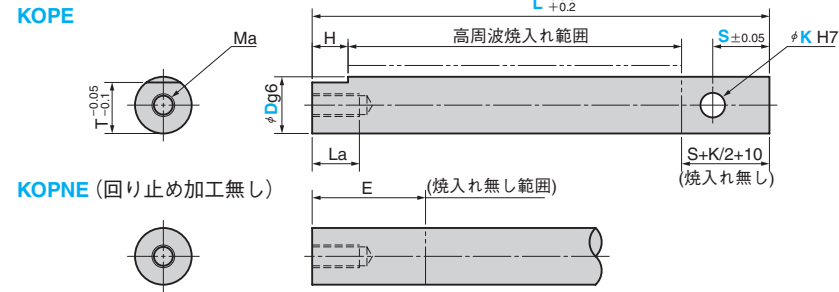 KOPE
L +0.2
Ma
H
高周波焼入れ範囲
S±0.05
φK H7
T-0.05 -0.1
φDg6
La
S+K/2+10
(焼入れ無し)
KOPNE (回り止め加工無し)
E
(焼入れ無し範囲)